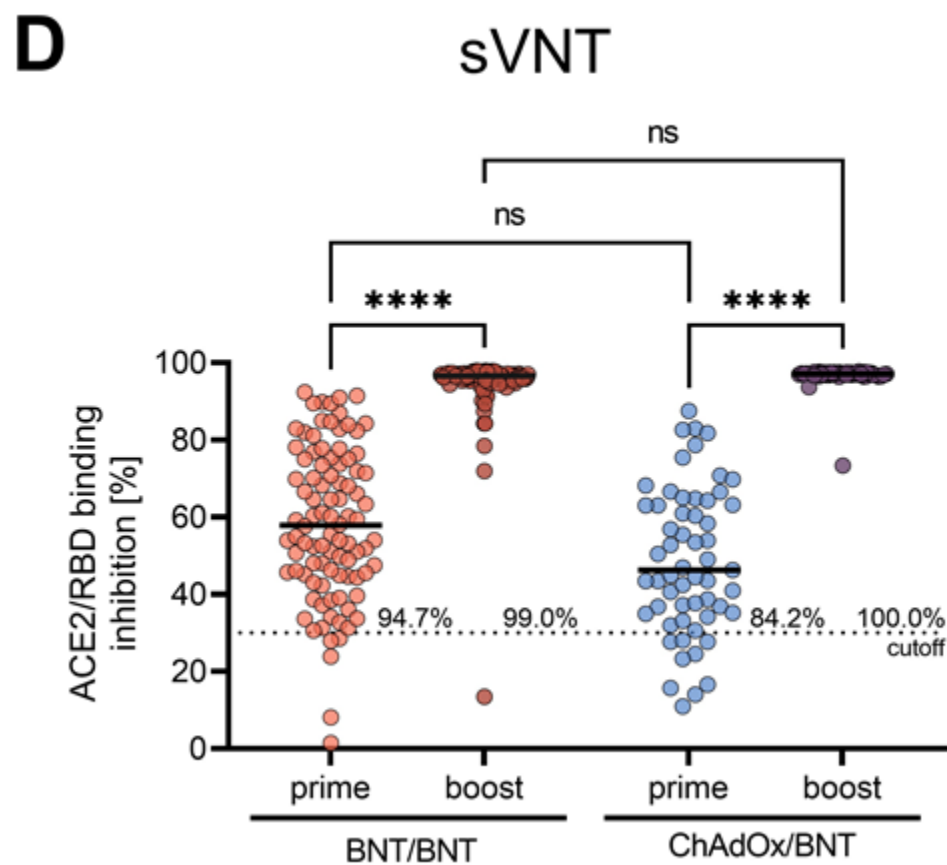 D
sVNT
ns
ns
**** ****
ACE2/RBD binding
inhibition [%]
100
80
60
40
20
0
94.7% 99.0% 84.2% 100.0%
cutoff
prime boost prime boost
BNT/BNT ChAdOx/BNT